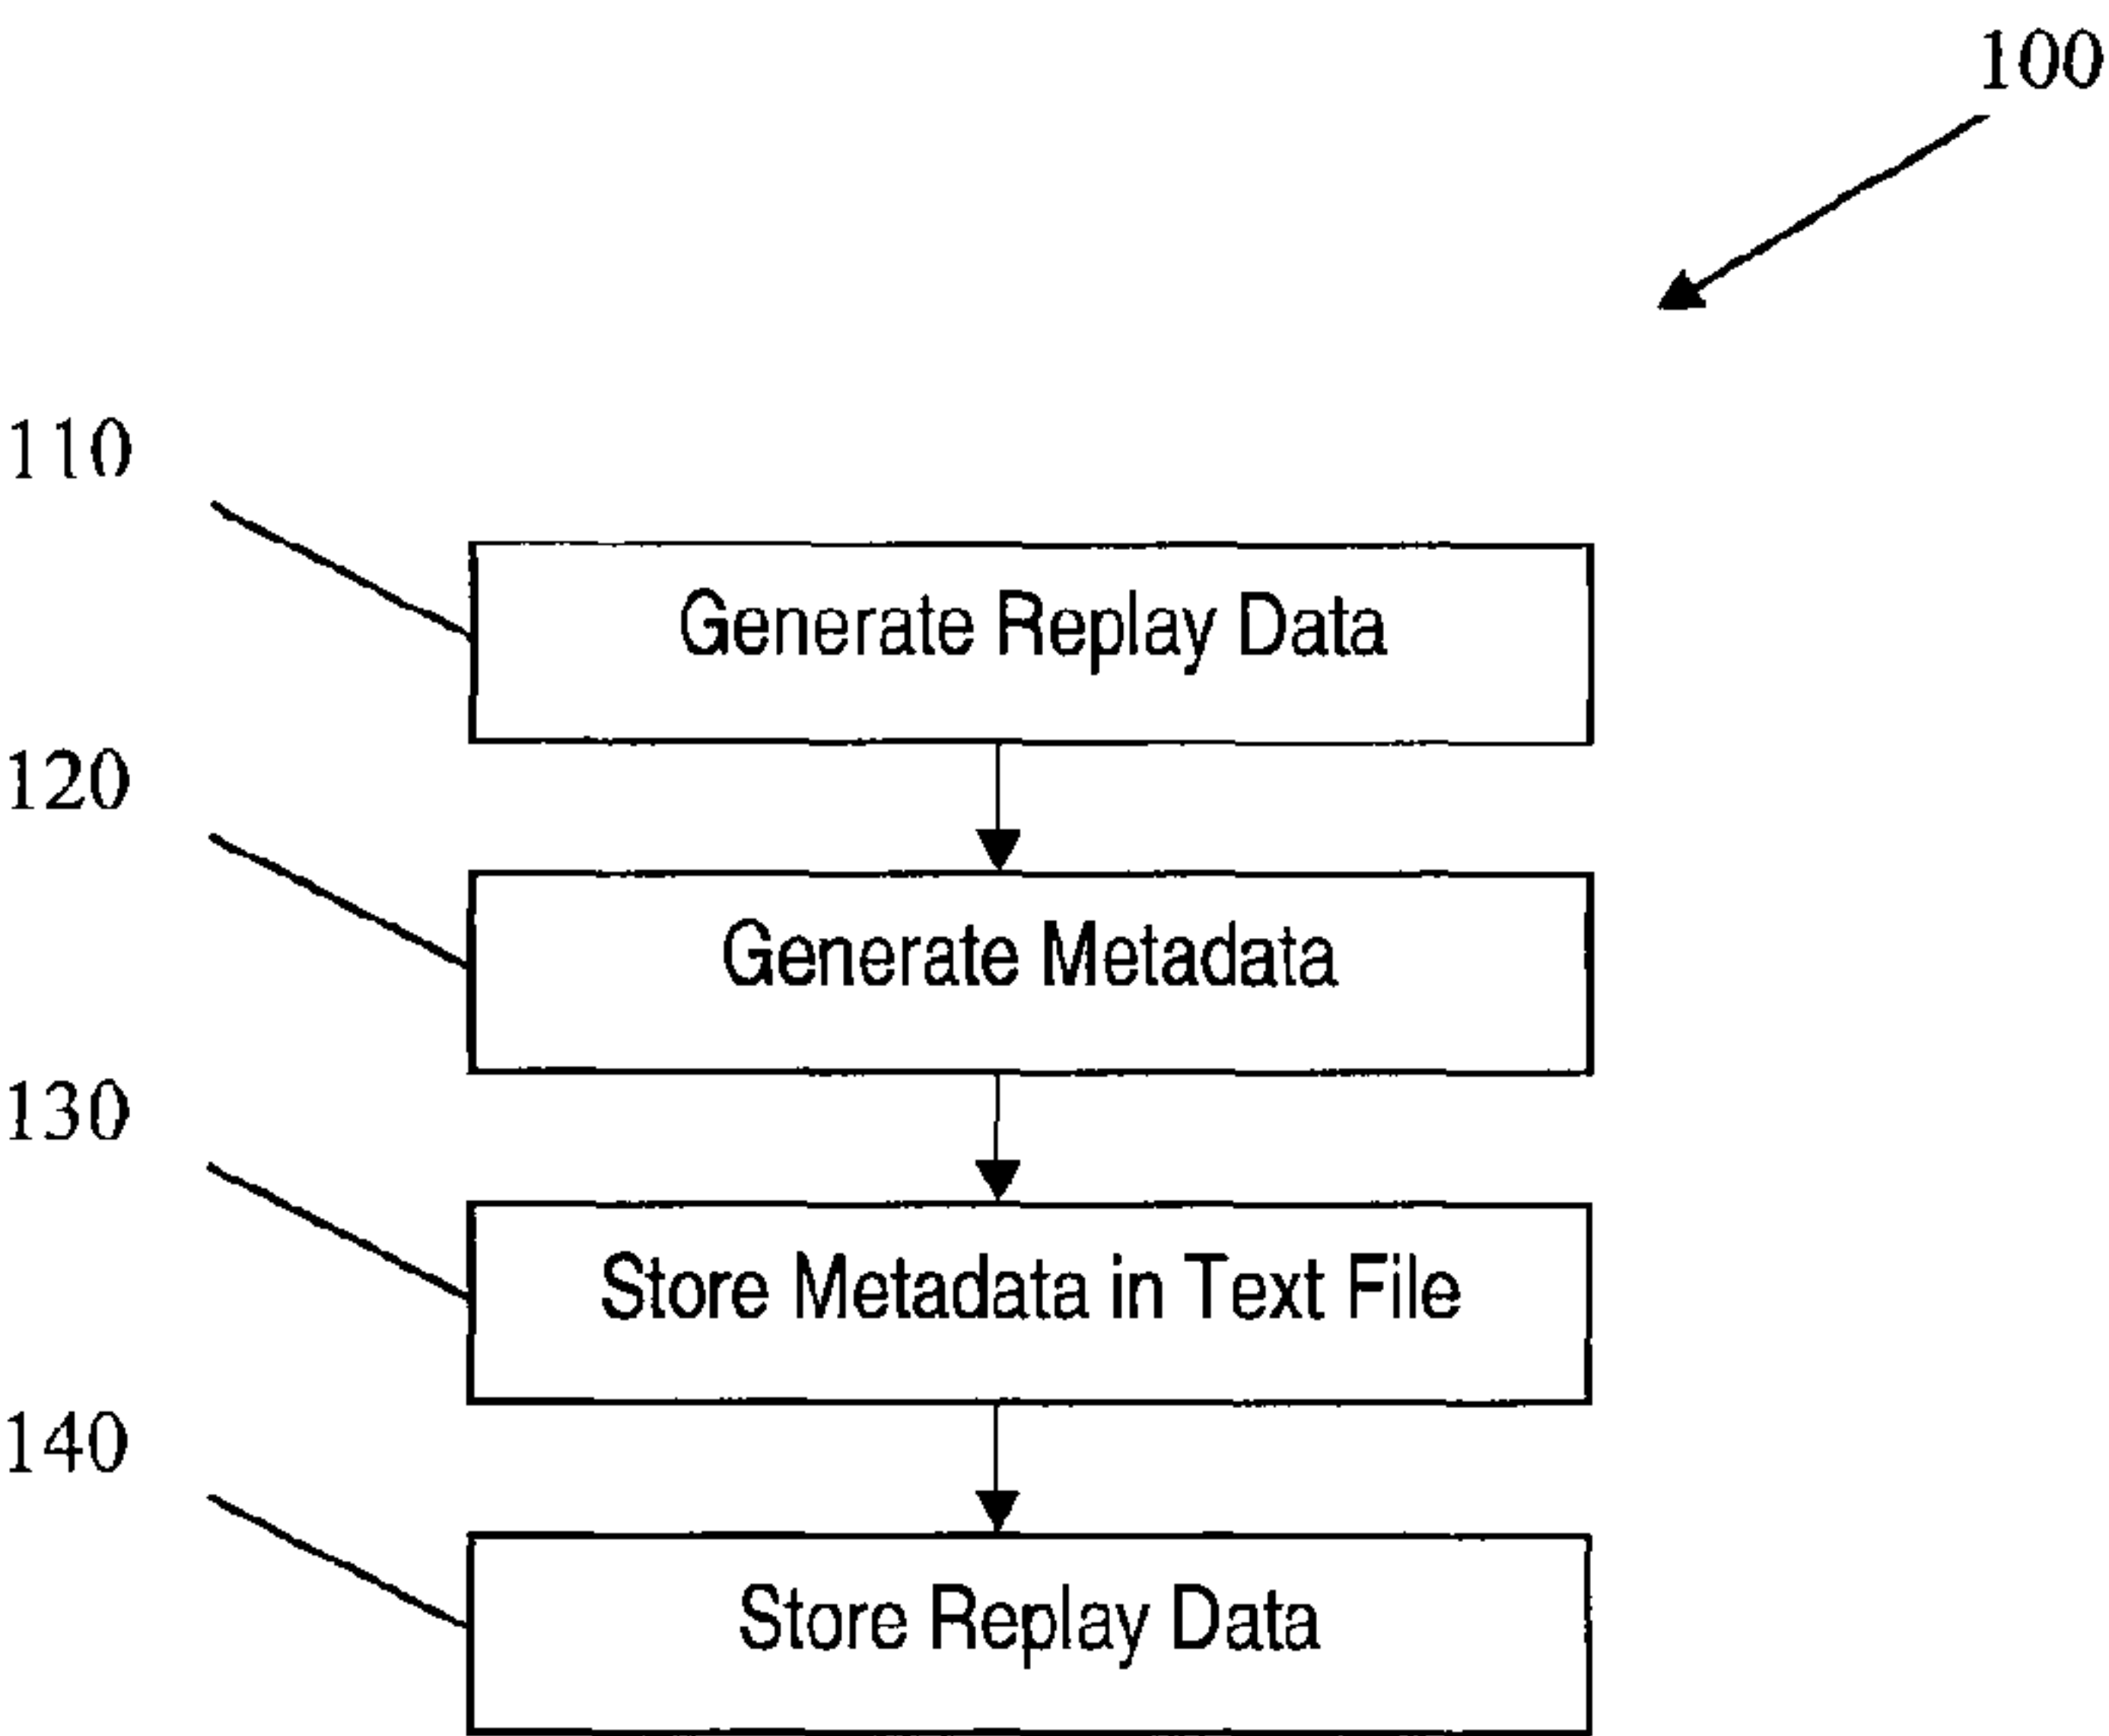 100
110
Generate Replay Data
120
Generate Metadata
130
Store Metadata in Text File
140
Store Replay Data